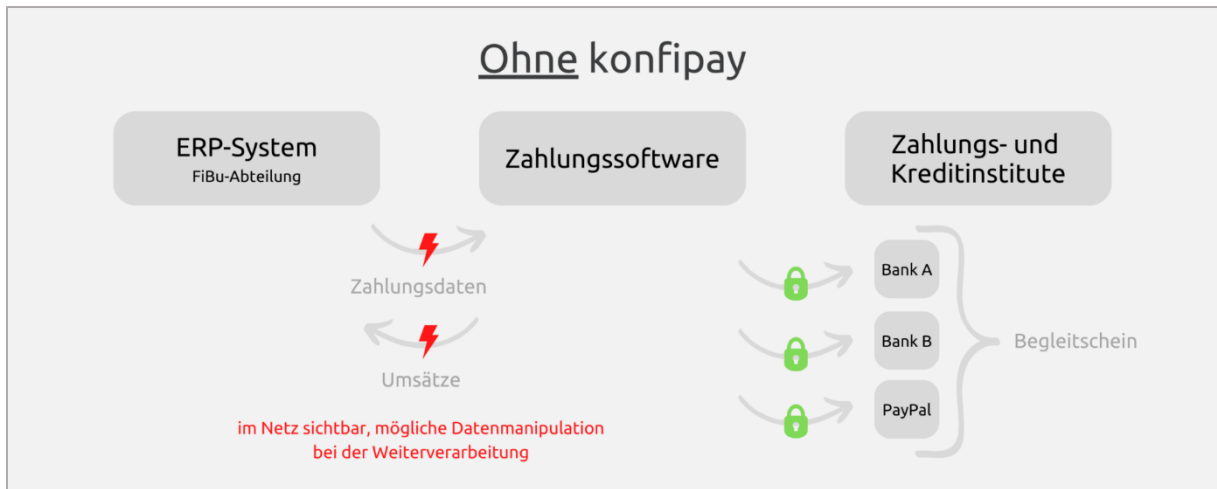 Ohne konfipay
ERP-System
FiBu-Abteilung
Zahlungssoftware
Zahlungs- und
Kreditinstitute
Zahlungsdaten
Umsätze
im Netz sichtbar, mögliche Datenmanipulation
bei der Weiterverarbeitung
Bank A
Bank B
PayPal
Begleitschein